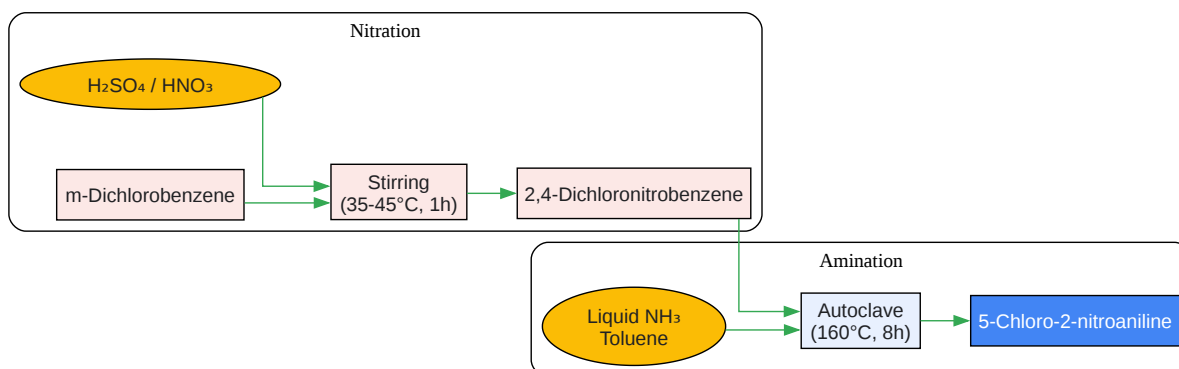 Nitration
H₂SO₄ / HNO₃
m-Dichlorobenzene
Stirring
(35-45°C, 1h)
2,4-Dichloronitrobenzene
Amination
Liquid NH₃
Toluene
Autoclave
(160°C, 8h)
5-Chloro-2-nitroaniline